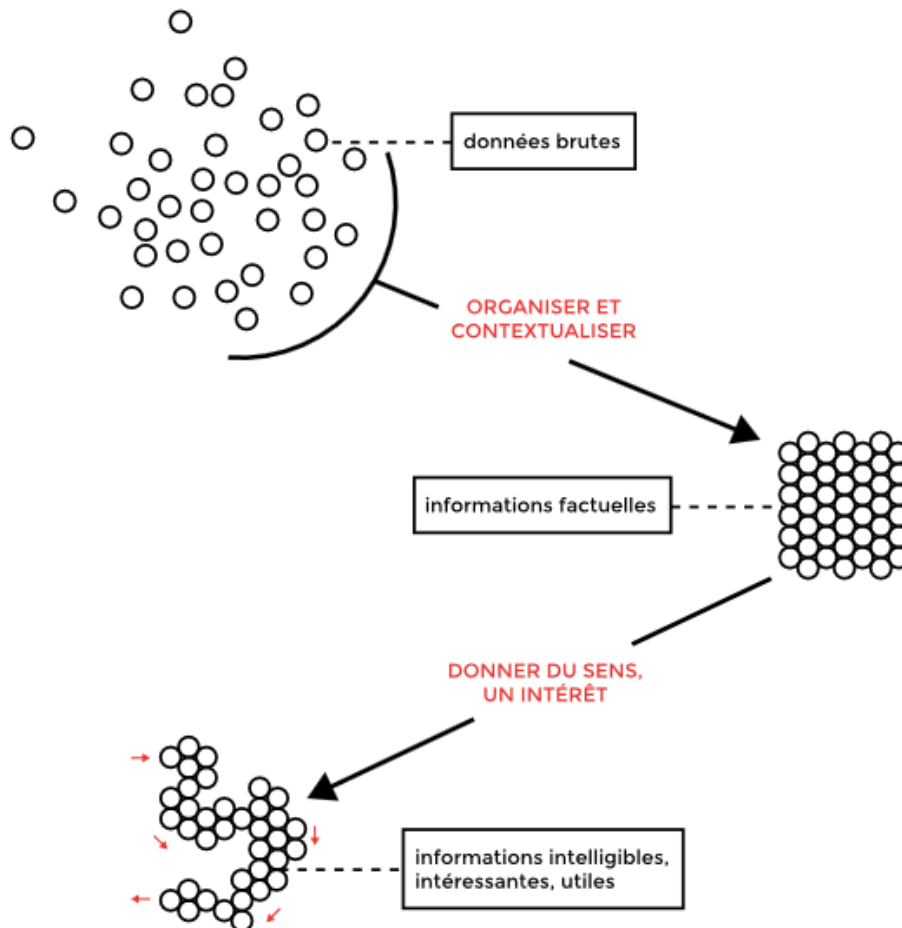 données brutes
ORGANISER ET
CONTEXTUALISER
informations factuelles
DONNER DU SENS,
UN INTÉRÊT
informations intelligibles,
intéressantes, utiles